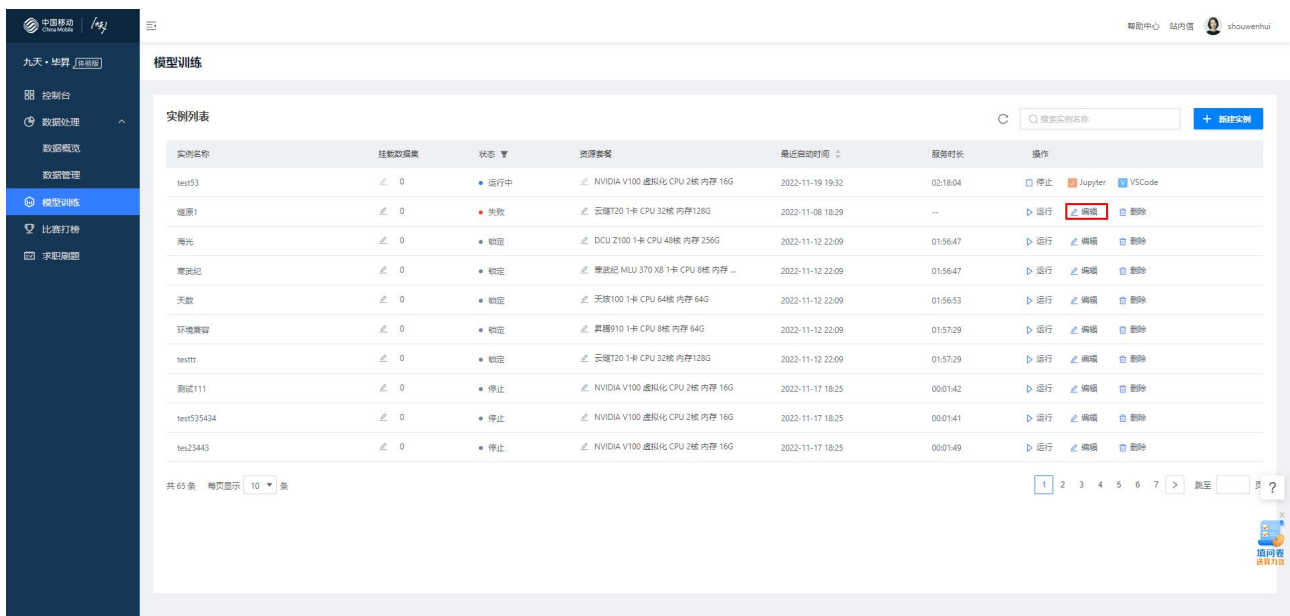 中国移动
China Mobile
帮助中心 站内信 shouwenhui
九天·毕昇 体验版
模型训练
控制台
数据处理
数据概览
数据管理
模型训练
比赛打榜
求职刷题
实例列表
搜索实例名称
+ 新建实例
实例名称 挂载数据集 状态 资源套餐 最近启动时间 服务时长 操作
test53 0 运行中 NVIDIA V100 虚拟化 CPU 2核 内存 16G 2022-11-19 19:32 02:18:04 停止 Jupyter VSCode
燧原1 0 失败 云燧T20 1卡 CPU 32核 内存128G 2022-11-08 18:29 -- 运行 编辑 删除
海光 0 锁定 DCU Z100 1卡 CPU 48核 内存 256G 2022-11-12 22:09 01:56:47 运行 编辑 删除
寒武纪 0 锁定 寒武纪 MLU 370 X8 1卡 CPU 8核 内存 ... 2022-11-12 22:09 01:56:47 运行 编辑 删除
天数 0 锁定 天垓100 1卡 CPU 64核 内存 64G 2022-11-12 22:09 01:56:53 运行 编辑 删除
环境兼容 0 锁定 昇腾910 1卡 CPU 8核 内存 64G 2022-11-12 22:09 01:57:29 运行 编辑 删除
testtt 0 锁定 云燧T20 1卡 CPU 32核 内存128G 2022-11-12 22:09 01:57:29 运行 编辑 删除
测试111 0 停止 NVIDIA V100 虚拟化 CPU 2核 内存 16G 2022-11-17 18:25 00:01:42 运行 编辑 删除
test535434 0 停止 NVIDIA V100 虚拟化 CPU 2核 内存 16G 2022-11-17 18:25 00:01:41 运行 编辑 删除
tes23443 0 停止 NVIDIA V100 虚拟化 CPU 2核 内存 16G 2022-11-17 18:25 00:01:49 运行 编辑 删除
共 65 条 每页显示 10 条
1 2 3 4 5 6 7 > 跳至 页
?
填问卷
送算力豆